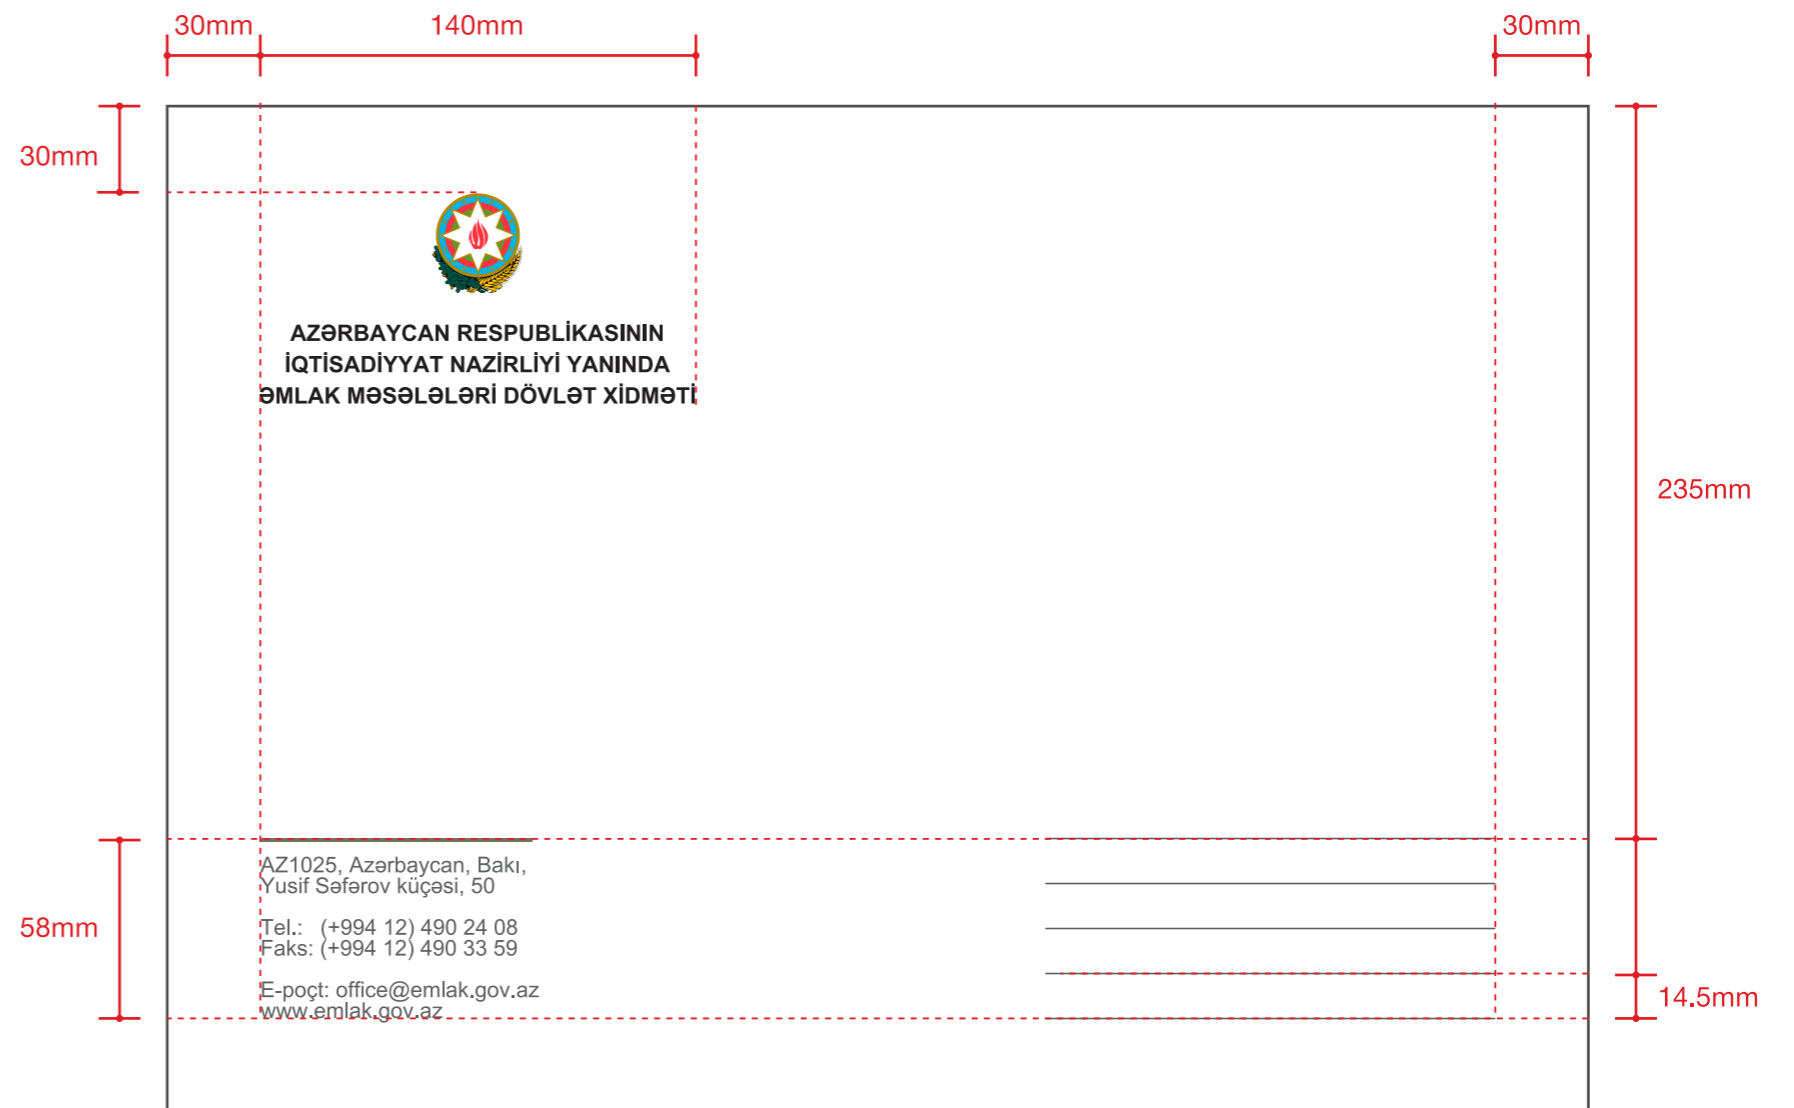 30mm
140mm
30mm
30mm
AZƏRBAYCAN RESPUBLİKASININ
İQTİSADİYYAT NAZİRLİYİ YANINDA
ƏMLAK MƏSƏLƏLƏRİ DÖVLƏT XİDMƏTİ
235mm
58mm
AZ1025, Azərbaycan, Bakı,
Yusif Səfərov küçəsi, 50
Tel.: (+994 12) 490 24 08
Faks: (+994 12) 490 33 59
E-poçt: office@emlak.gov.az
www.emlak.gov.az
14.5mm